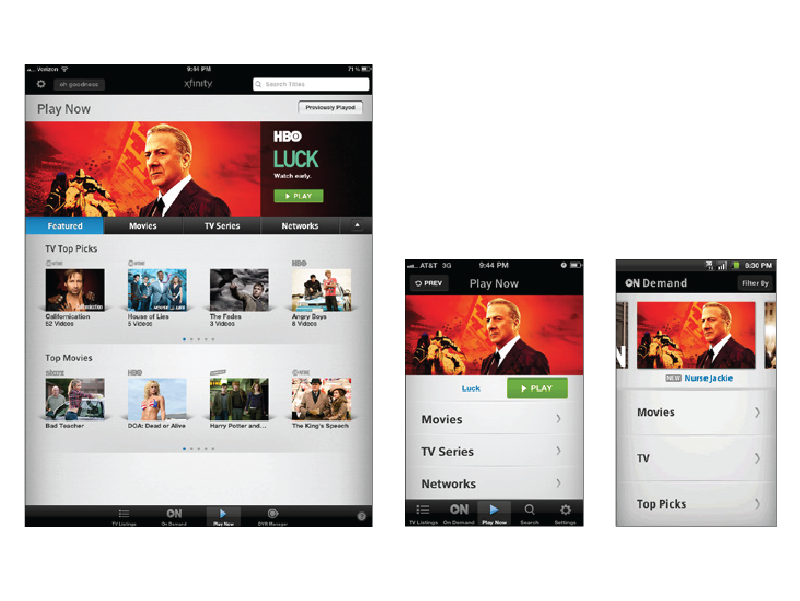 Verizon 9:44 PM 71%
oh goodness xfinity Search Titles
Play Now Previously Played
HBO
LUCK
Watch early.
PLAY
Featured Movies TV Series Networks
TV Top Picks
HBO
Californication House of Lies The Fades Angry Boys
52 Videos 5 Videos 3 Videos 8 Videos
Top Movies
starz HBO
Bad Teacher DOA: Dead or Alive Harry Potter and... The King's Speech
TV Listings On Demand Play Now DVR Manager
AT&T 3G 9:44 PM
PREV Play Now
Luck PLAY
Movies
TV Series
Networks
ON
TV Listings On Demand Play Now Search Settings
8:30 PM
ON Demand Filter By
N
NEW Nurse Jackie
Movies
TV
Top Picks